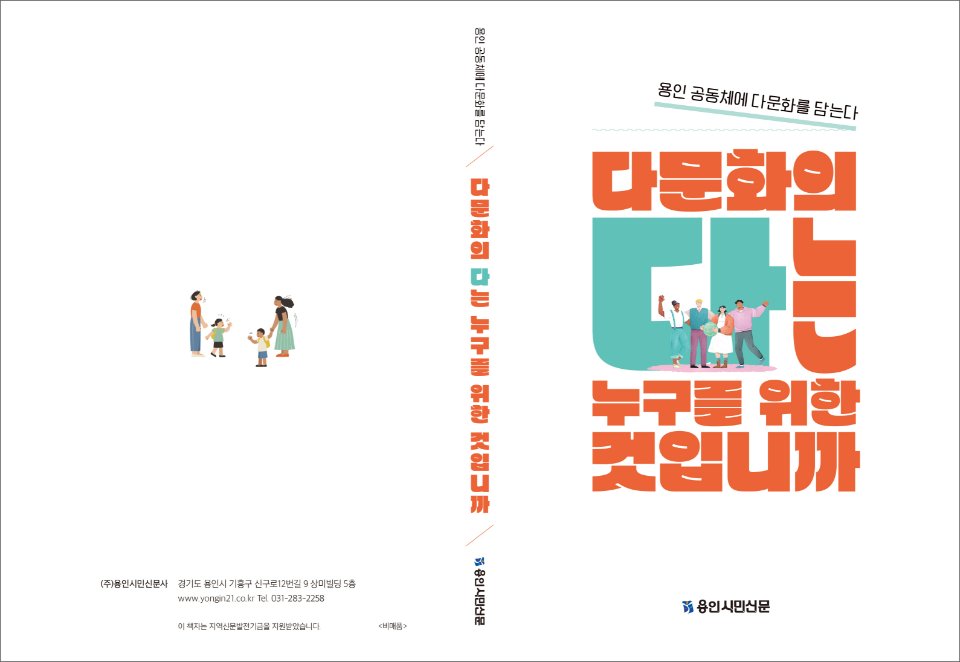 (주)용인시민신문사 경기도 용인시 기흥구 신구로12번길 9 상미빌딩 5층
www.yongin21.co.kr Tel. 031-283-2258
이 책자는 지역신문발전기금을 지원받았습니다. <비매품>
용인 공동체에 다문화를 담는다
다문화의 다는 누구를 위한 것입니까
용인시민신문
용인 공동체에 다문화를 담는다
다문화의
다는
누구를 위한
것입니까
용인시민신문